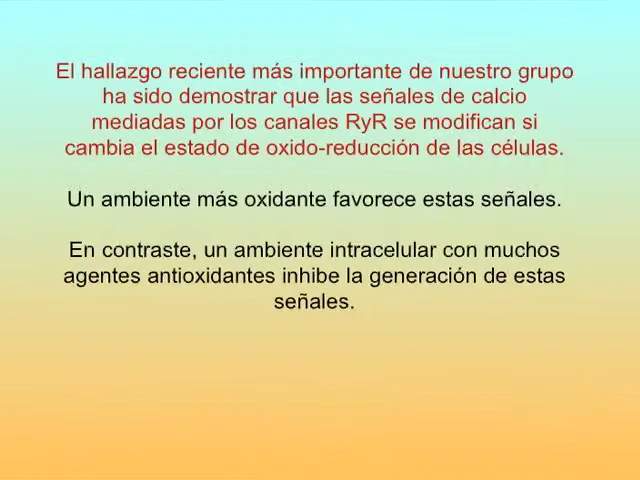 El hallazgo reciente más importante de nuestro grupo
ha sido demostrar que las señales de calcio
mediadas por los canales RyR se modifican si
cambia el estado de oxido-reducción de las células.
Un ambiente más oxidante favorece estas señales.
En contraste, un ambiente intracelular con muchos
agentes antioxidantes inhibe la generación de estas
señales.